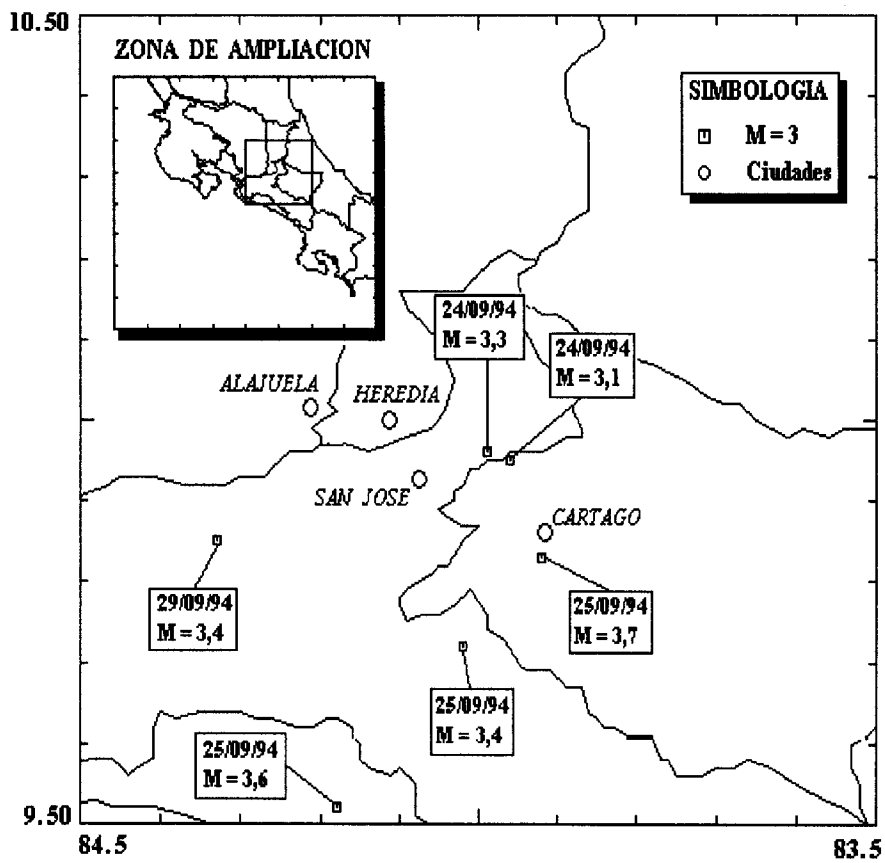 10.50
ZONA DE AMPLIACION
SIMBOLOGIA
M = 3
Ciudades
24/09/94
M = 3,3
24/09/94
M = 3,1
ALAJUELA
HEREDIA
SAN JOSE
CARTAGO
29/09/94
M = 3,4
25/09/94
M = 3,7
25/09/94
M = 3,4
25/09/94
M = 3,6
9.50
84.5
83.5